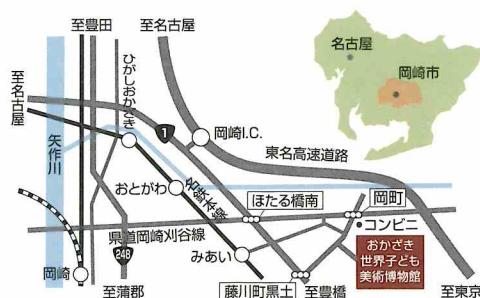 至豊田
至名古屋
ひがしおかざき
至名古屋
矢作川
1
岡崎I.C.
東名高速道路
名古屋
岡崎市
おとがわ
名鉄本線
ほたる橋南
岡町
コンビニ
県道岡崎刈谷線
248
みあい
おかざき
世界子ども
美術博物館
岡崎
至蒲郡
藤川町黒土
至豊橋
至東京